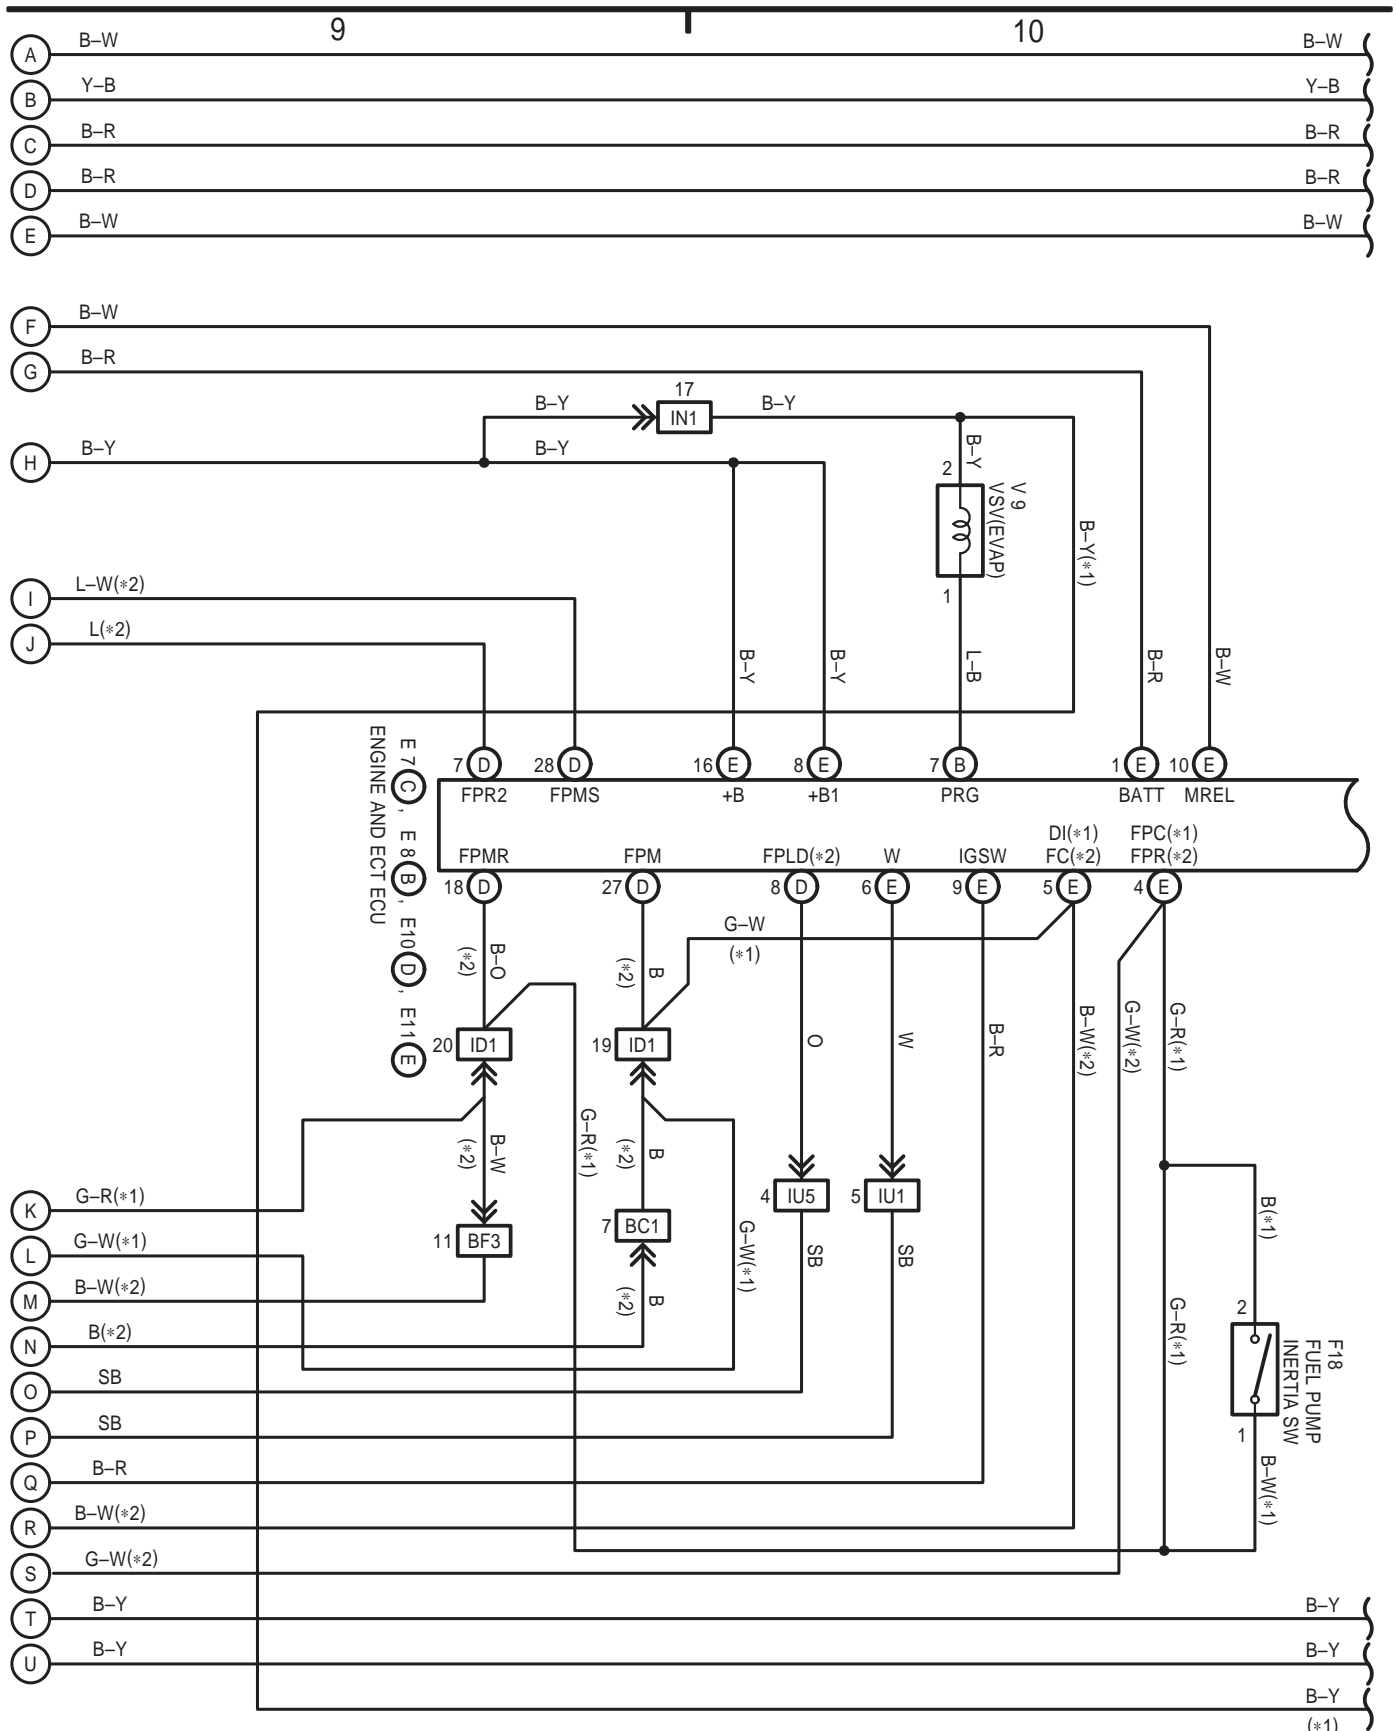 9 10
A B–W B–W
B Y–B Y–B
C B–R B–R
D B–R B–R
E B–W B–W
F B–W
G B–R
17
B–Y IN1 B–Y
H B–Y B–Y
B–Y
2
V 9
VSV(EVAP)
B–Y(*1)
1
I L–W(*2)
J L(*2)
B–Y B–Y L–B B–R B–W
E 7 C , E 8 B , E10 D , E11 E
ENGINE AND ECT ECU
7 D 28 D 16 E 8 E 7 B 1 E 10 E
FPR2 FPMS +B +B1 PRG BATT MREL
DI(*1) FPC(*1)
FPMR FPM FPLD(*2) W IGSW FC(*2) FPR(*2)
18 D 27 D 8 D 6 E 9 E 5 E 4 E
G–W
(*1)
B–O
(*2)
B
(*2)
O W B–R B–W(*2) G–W(*2) G–R(*1)
20 ID1 19 ID1
B–W
(*2)
G–R(*1)
B
(*2)
4 IU5 5 IU1
K G–R(*1)
11 BF3 7 BC1 G–W(*1) SB SB B(*1)
L G–W(*1)
M B–W(*2)
B
(*2)
G–R(*1)
2
F18
FUEL PUMP
INERTIA SW
1
B–W(*1)
N B(*2)
O SB
P SB
Q B–R
R B–W(*2)
S G–W(*2)
T B–Y B–Y
U B–Y B–Y
B–Y
(*1)